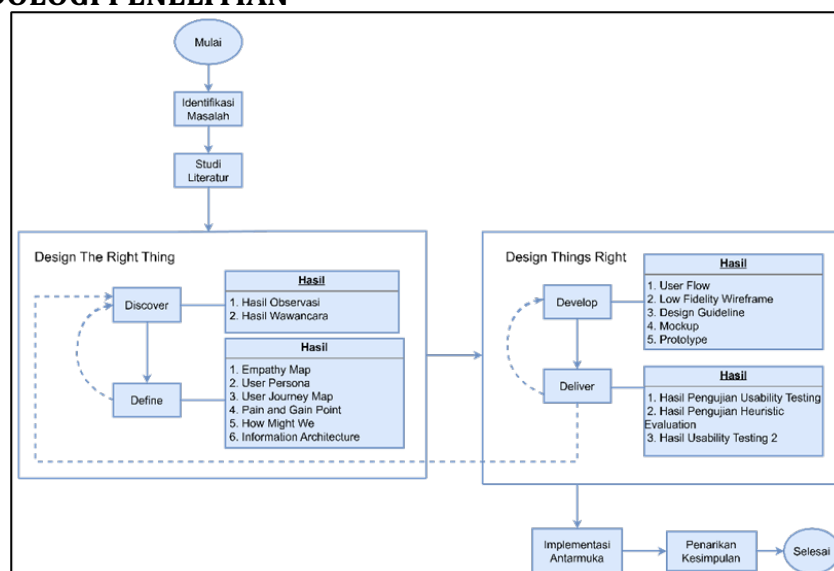 DOLOGI PENELITIAN
Mulai
Identifikasi
Masalah
Studi
Literatur
Design The Right Thing
Discover
Hasil
1. Hasil Observasi
2. Hasil Wawancara
Define
Hasil
1. Empathy Map
2. User Persona
3. User Journey Map
4. Pain and Gain Point
5. How Might We
6. Information Architecture
Design Things Right
Develop
Hasil
1. User Flow
2. Low Fidelity Wireframe
3. Design Guideline
4. Mockup
5. Prototype
Deliver
Hasil
1. Hasil Pengujian Usability Testing
2. Hasil Pengujian Heuristic
Evaluation
3. Hasil Usability Testing 2
Implementasi
Antarmuka
Penarikan
Kesimpulan
Selesai